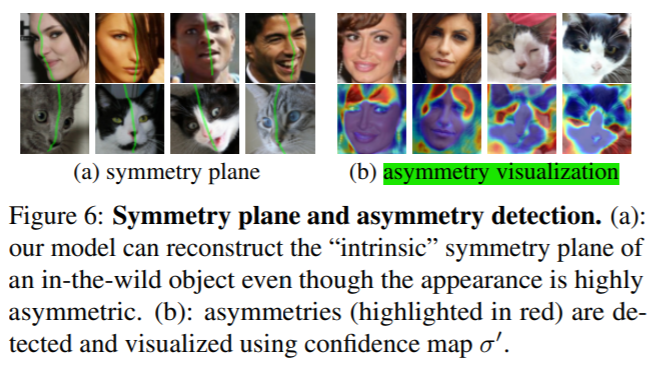 (a) symmetry plane
(b) asymmetry visualization
Figure 6: Symmetry plane and asymmetry detection. (a):
our model can reconstruct the “intrinsic” symmetry plane of
an in-the-wild object even though the appearance is highly
asymmetric. (b): asymmetries (highlighted in red) are de-
tected and visualized using confidence map σ′.